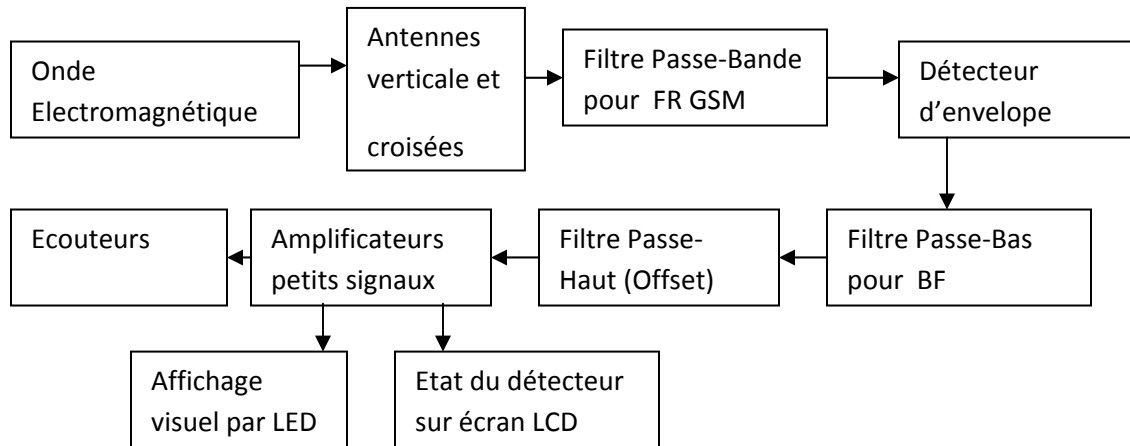 Onde
Electromagnétique
Antennes
verticale et
croisées
Filtre Passe-Bande
pour FR GSM
Détecteur
d'envelope
Ecouteurs
Amplificateurs
petits signaux
Filtre Passe-
Haut (Offset)
Filtre Passe-Bas
pour BF
Affichage
visuel par LED
Etat du détecteur
sur écran LCD